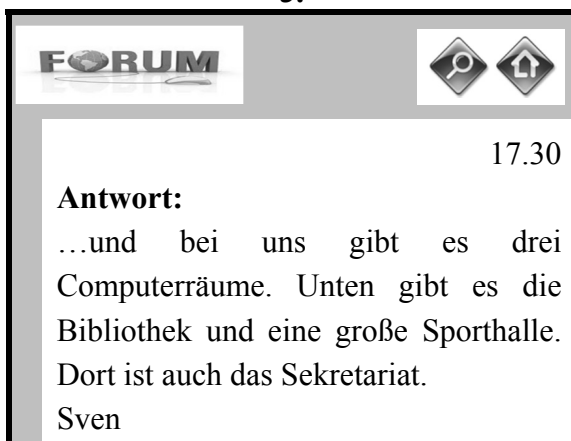 FORUM
17.30
Antwort:
…und bei uns gibt es drei
Computerräume. Unten gibt es die
Bibliothek und eine große Sporthalle.
Dort ist auch das Sekretariat.
Sven